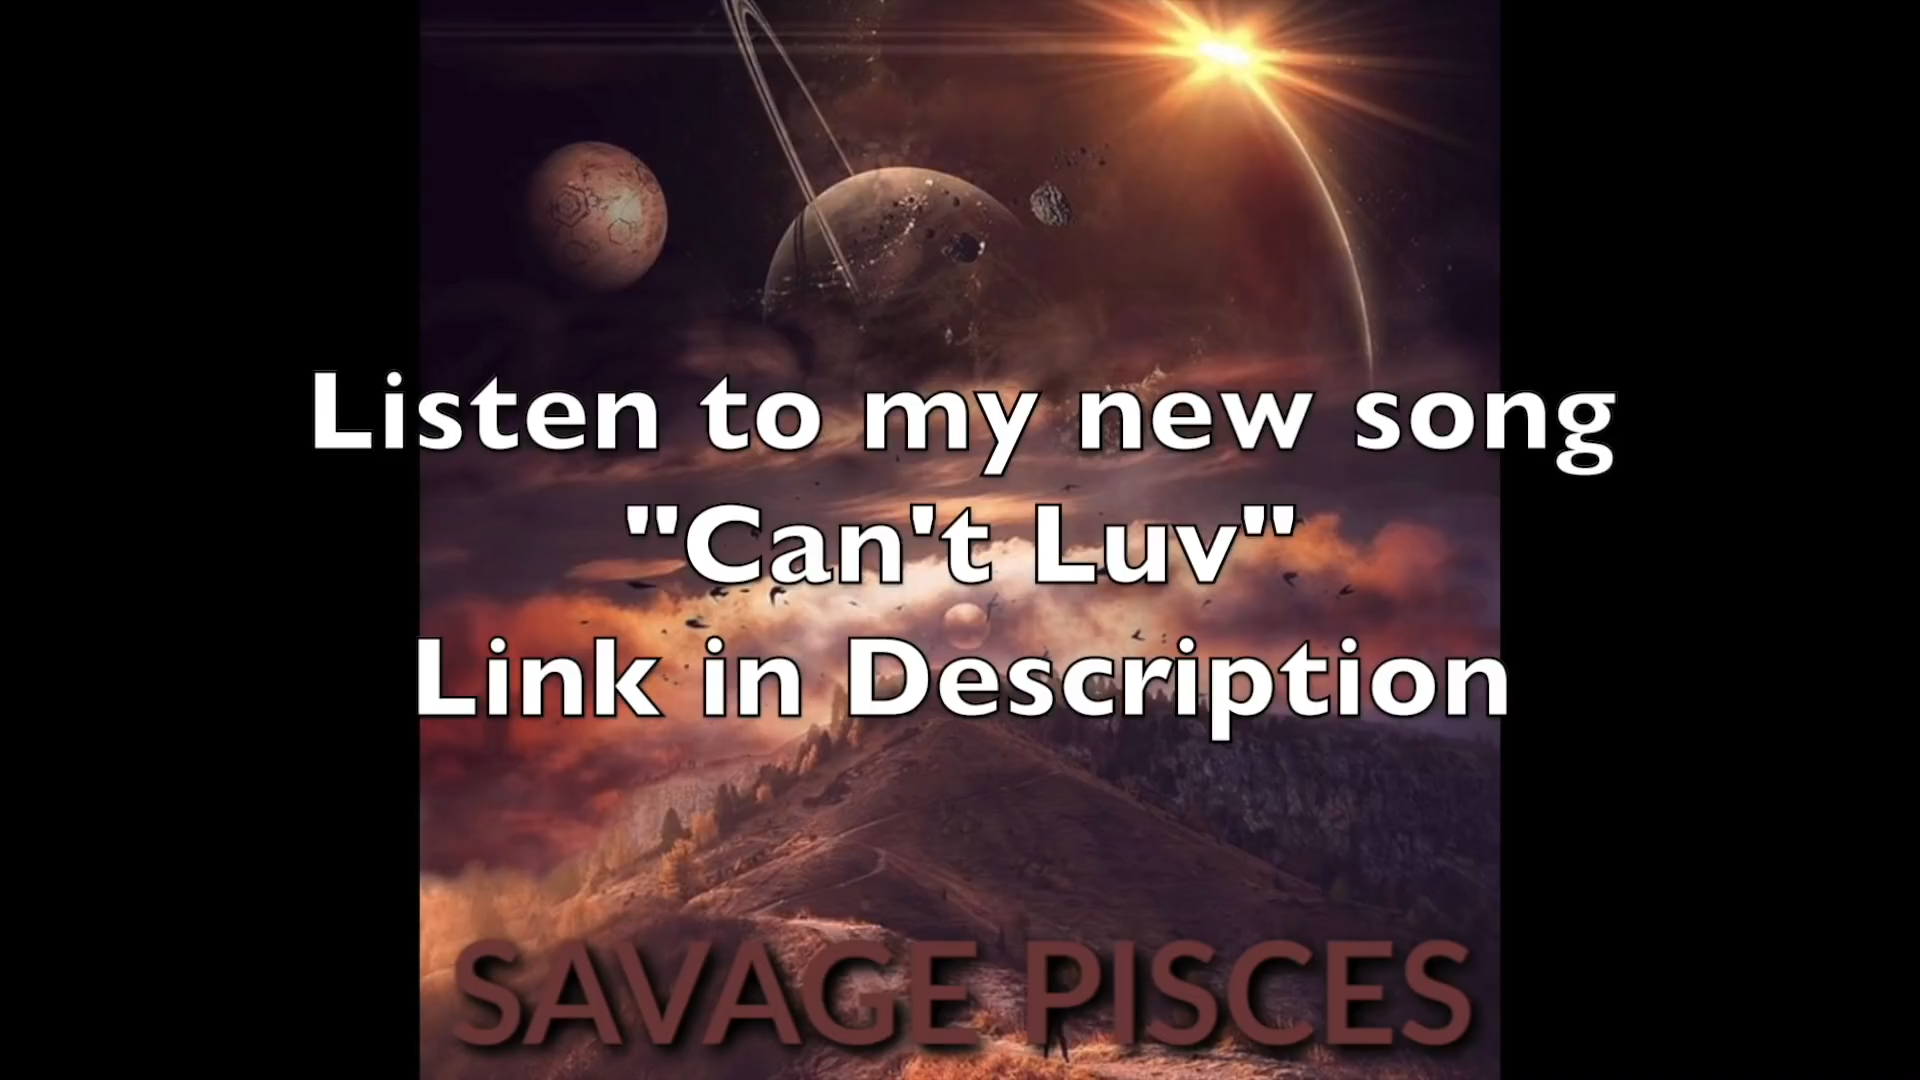 Listen to my new song
"Can't Luv"
Link in Description
SAVAGE PISCES